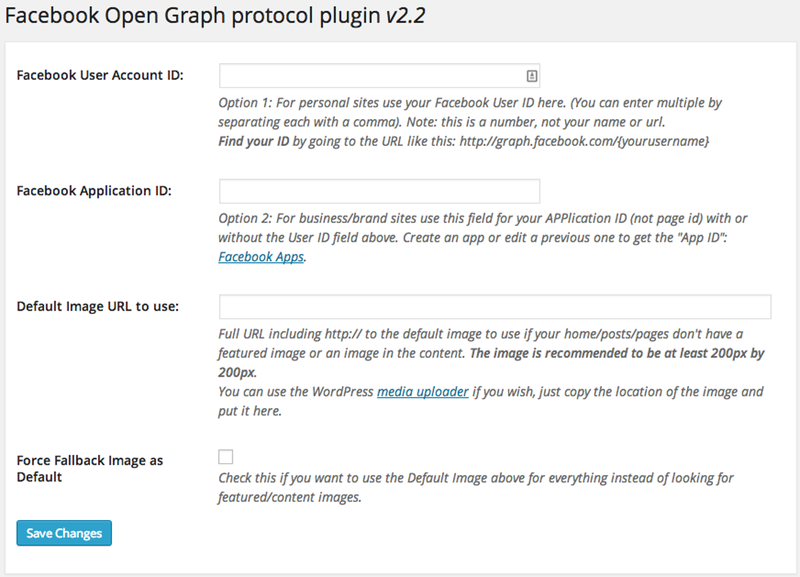 Facebook Open Graph protocol plugin v2.2
Facebook User Account ID:
Option 1: For personal sites use your Facebook User ID here. (You can enter multiple by
separating each with a comma). Note: this is a number, not your name or url.
Find your ID by going to the URL like this: http://graph.facebook.com/{yourusername}
Facebook Application ID:
Option 2: For business/brand sites use this field for your APPlication ID (not page id) with or
without the User ID field above. Create an app or edit a previous one to get the "App ID":
Facebook Apps.
Default Image URL to use:
Full URL including http:// to the default image to use if your home/posts/pages don't have a
featured image or an image in the content. The image is recommended to be at least 200px by
200px.
You can use the WordPress media uploader if you wish, just copy the location of the image and
put it here.
Force Fallback Image as
Default
Check this if you want to use the Default Image above for everything instead of looking for
featured/content images.
Save Changes